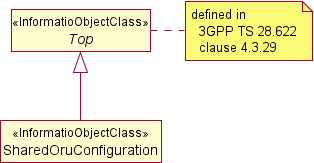 «InformatioObjectClass»
Top
defined in
3GPP TS 28.622
clause 4.3.29
«InformatioObjectClass»
SharedOruConfiguration